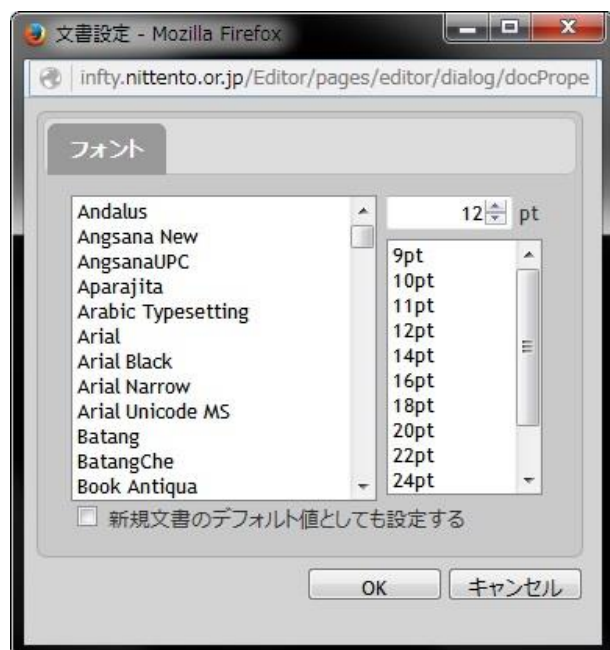 文書設定 - Mozilla Firefox
infty.nittento.or.jp/Editor/pages/editor/dialog/docPrope
フォント
12 pt
Andalus
Angsana New
AngsanaUPC
Aparajita
Arabic Typesetting
Arial
Arial Black
Arial Narrow
Arial Unicode MS
Batang
BatangChe
Book Antiqua
9pt
10pt
11pt
12pt
14pt
16pt
18pt
20pt
22pt
24pt
新規文書のデフォルト値としても設定する
OK キャンセル